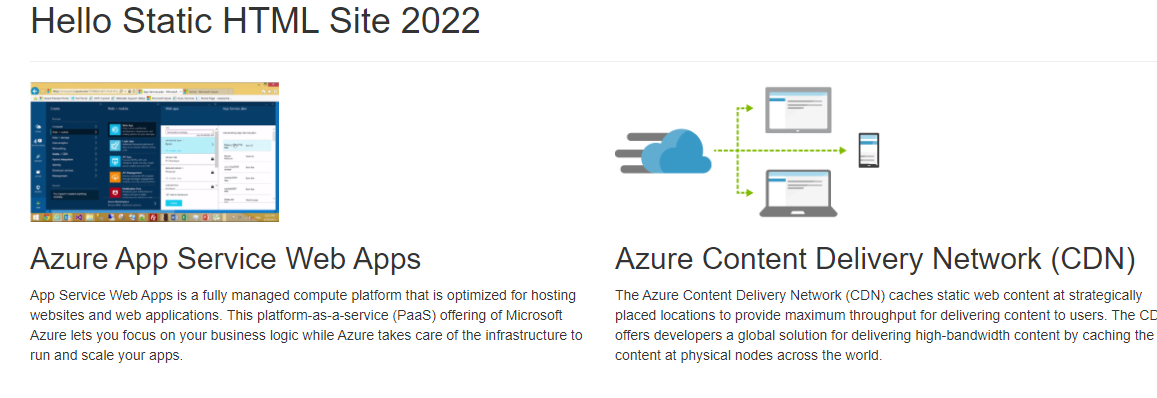 Hello Static HTML Site 2022
Azure App Service Web Apps
App Service Web Apps is a fully managed compute platform that is optimized for hosting
websites and web applications. This platform-as-a-service (PaaS) offering of Microsoft
Azure lets you focus on your business logic while Azure takes care of the infrastructure to
run and scale your apps.
Azure Content Delivery Network (CDN)
The Azure Content Delivery Network (CDN) caches static web content at strategically
placed locations to provide maximum throughput for delivering content to users. The CD
offers developers a global solution for delivering high-bandwidth content by caching the
content at physical nodes across the world.